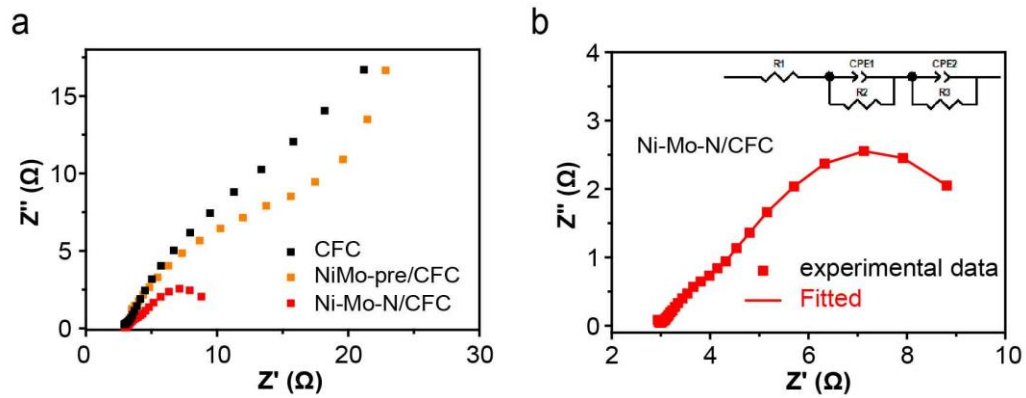 a
Z'' (Ω)
15
10
5
0
CFC
NiMo-pre/CFC
Ni-Mo-N/CFC
0 10 20 30
Z' (Ω)
b
Z'' (Ω)
4
3
2
1
0
R1 CPE1 CPE2
R2 R3
Ni-Mo-N/CFC
experimental data
Fitted
2 4 6 8 10
Z' (Ω)